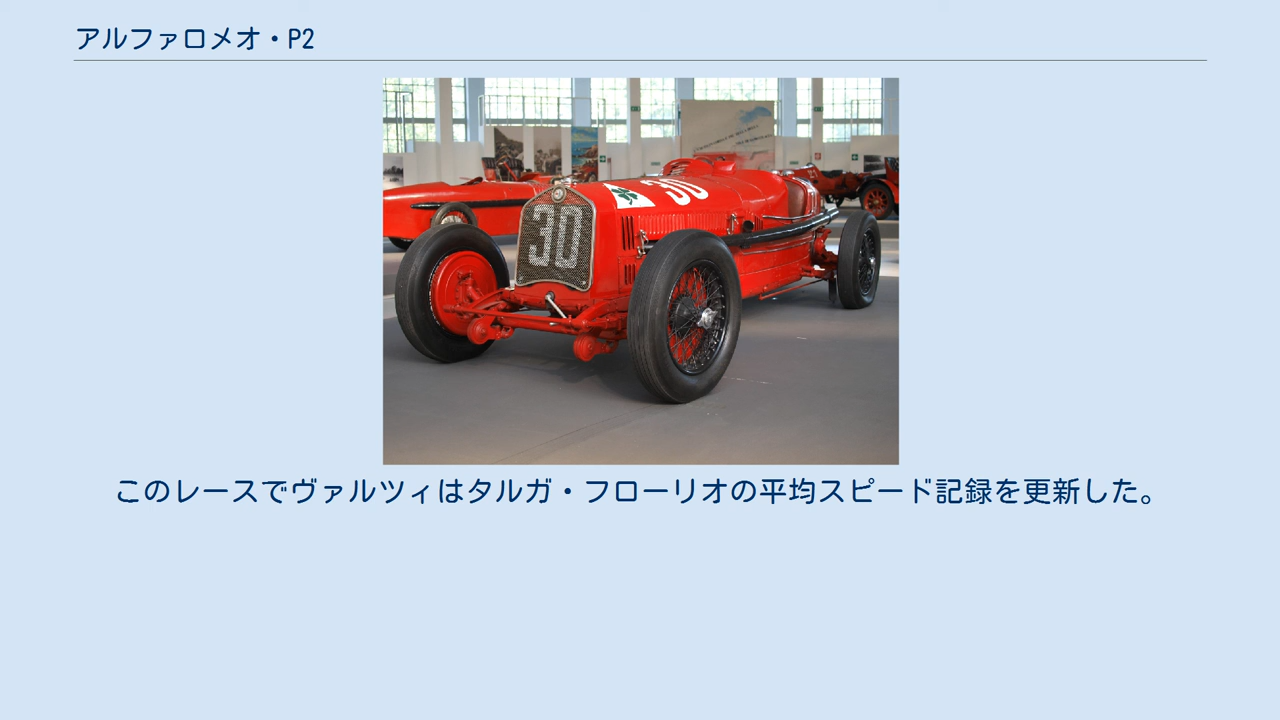 アルファロメオ・P2
30
30
このレースでヴァルツィはタルガ・フローリオの平均スピード記録を更新した。